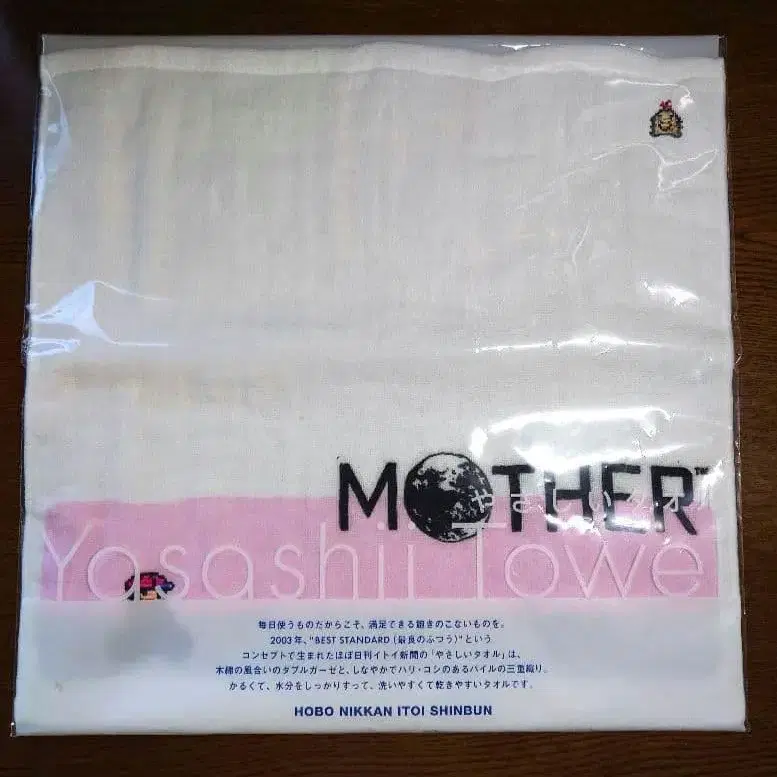 MOTHER™
やさしいタオル
Yasashii Towe
毎日使うものだからこそ、満足できる飽きのこないものを。
2003年、"BEST STANDARD（最良のふつう）"という
コンセプトで生まれたほぼ日刊イトイ新聞の「やさしいタオル」は、
木綿の風合いのダブルガーゼと、しなやかでハリ・コシのあるパイルの三重織り。
かるくて、水分をしっかりすって、洗いやすくて乾きやすいタオルです。
HOBO NIKKAN ITOI SHINBUN